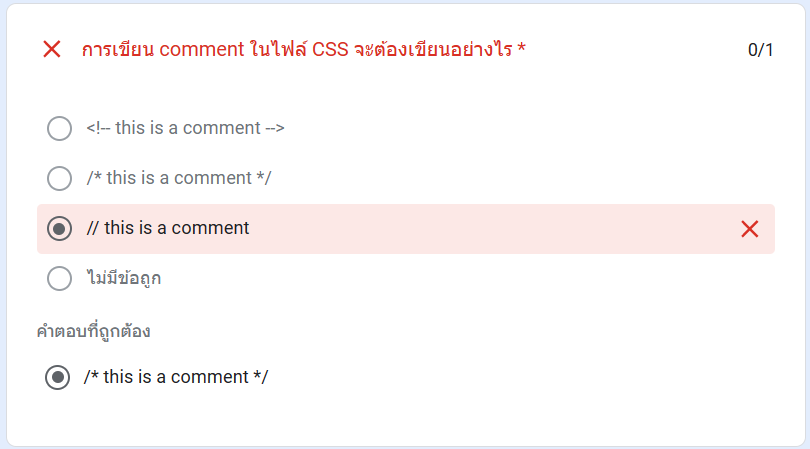 การเขียน comment ในไฟล์ CSS จะต้องเขียนอย่างไร *
0/1
<!-- this is a comment -->
/* this is a comment */
// this is a comment
ไม่มีข้อถูก
คำตอบที่ถูกต้อง
/* this is a comment */